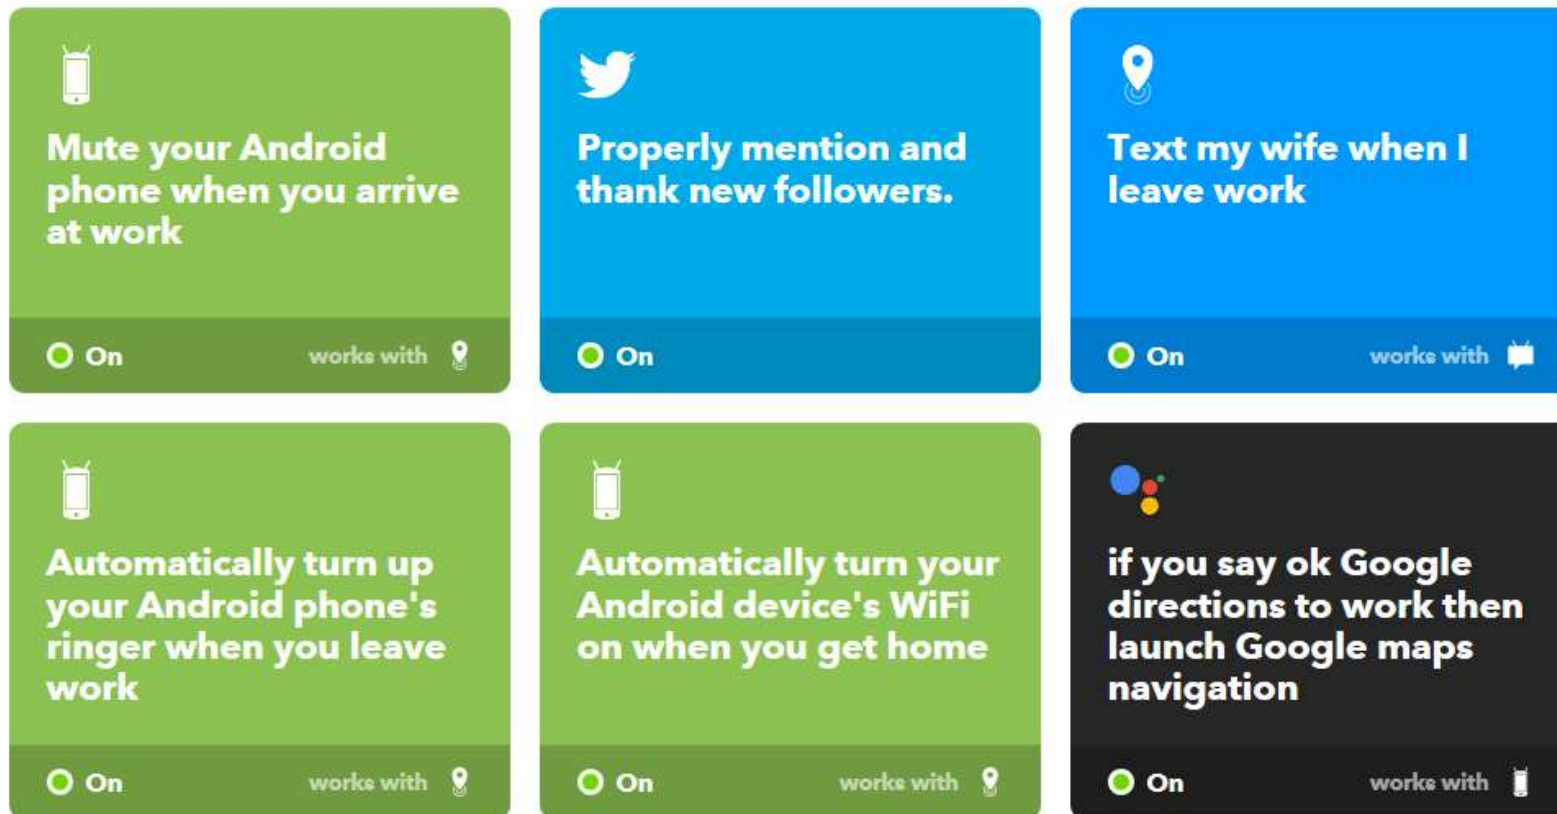 Mute your Android
phone when you arrive
at work
On
works with
Properly mention and
thank new followers.
On
Text my wife when I
leave work
On
works with
Automatically turn up
your Android phone's
ringer when you leave
work
On
works with
Automatically turn your
Android device's WiFi
on when you get home
On
works with
if you say ok Google
directions to work then
launch Google maps
navigation
On
works with